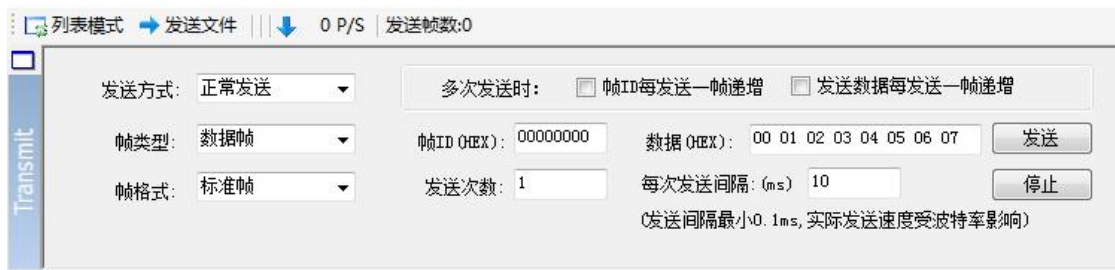 列表模式 发送文件 0 P/S 发送帧数:0
发送方式: 正常发送 多次发送时: 帧ID每发送一帧递增 发送数据每发送一帧递增
帧类型: 数据帧 帧ID(HEX): 00000000 数据(HEX): 00 01 02 03 04 05 06 07 发送
帧格式: 标准帧 发送次数: 1 每次发送间隔:(ms) 10 停止
(发送间隔最小0.1ms,实际发送速度受波特率影响)
Transmit